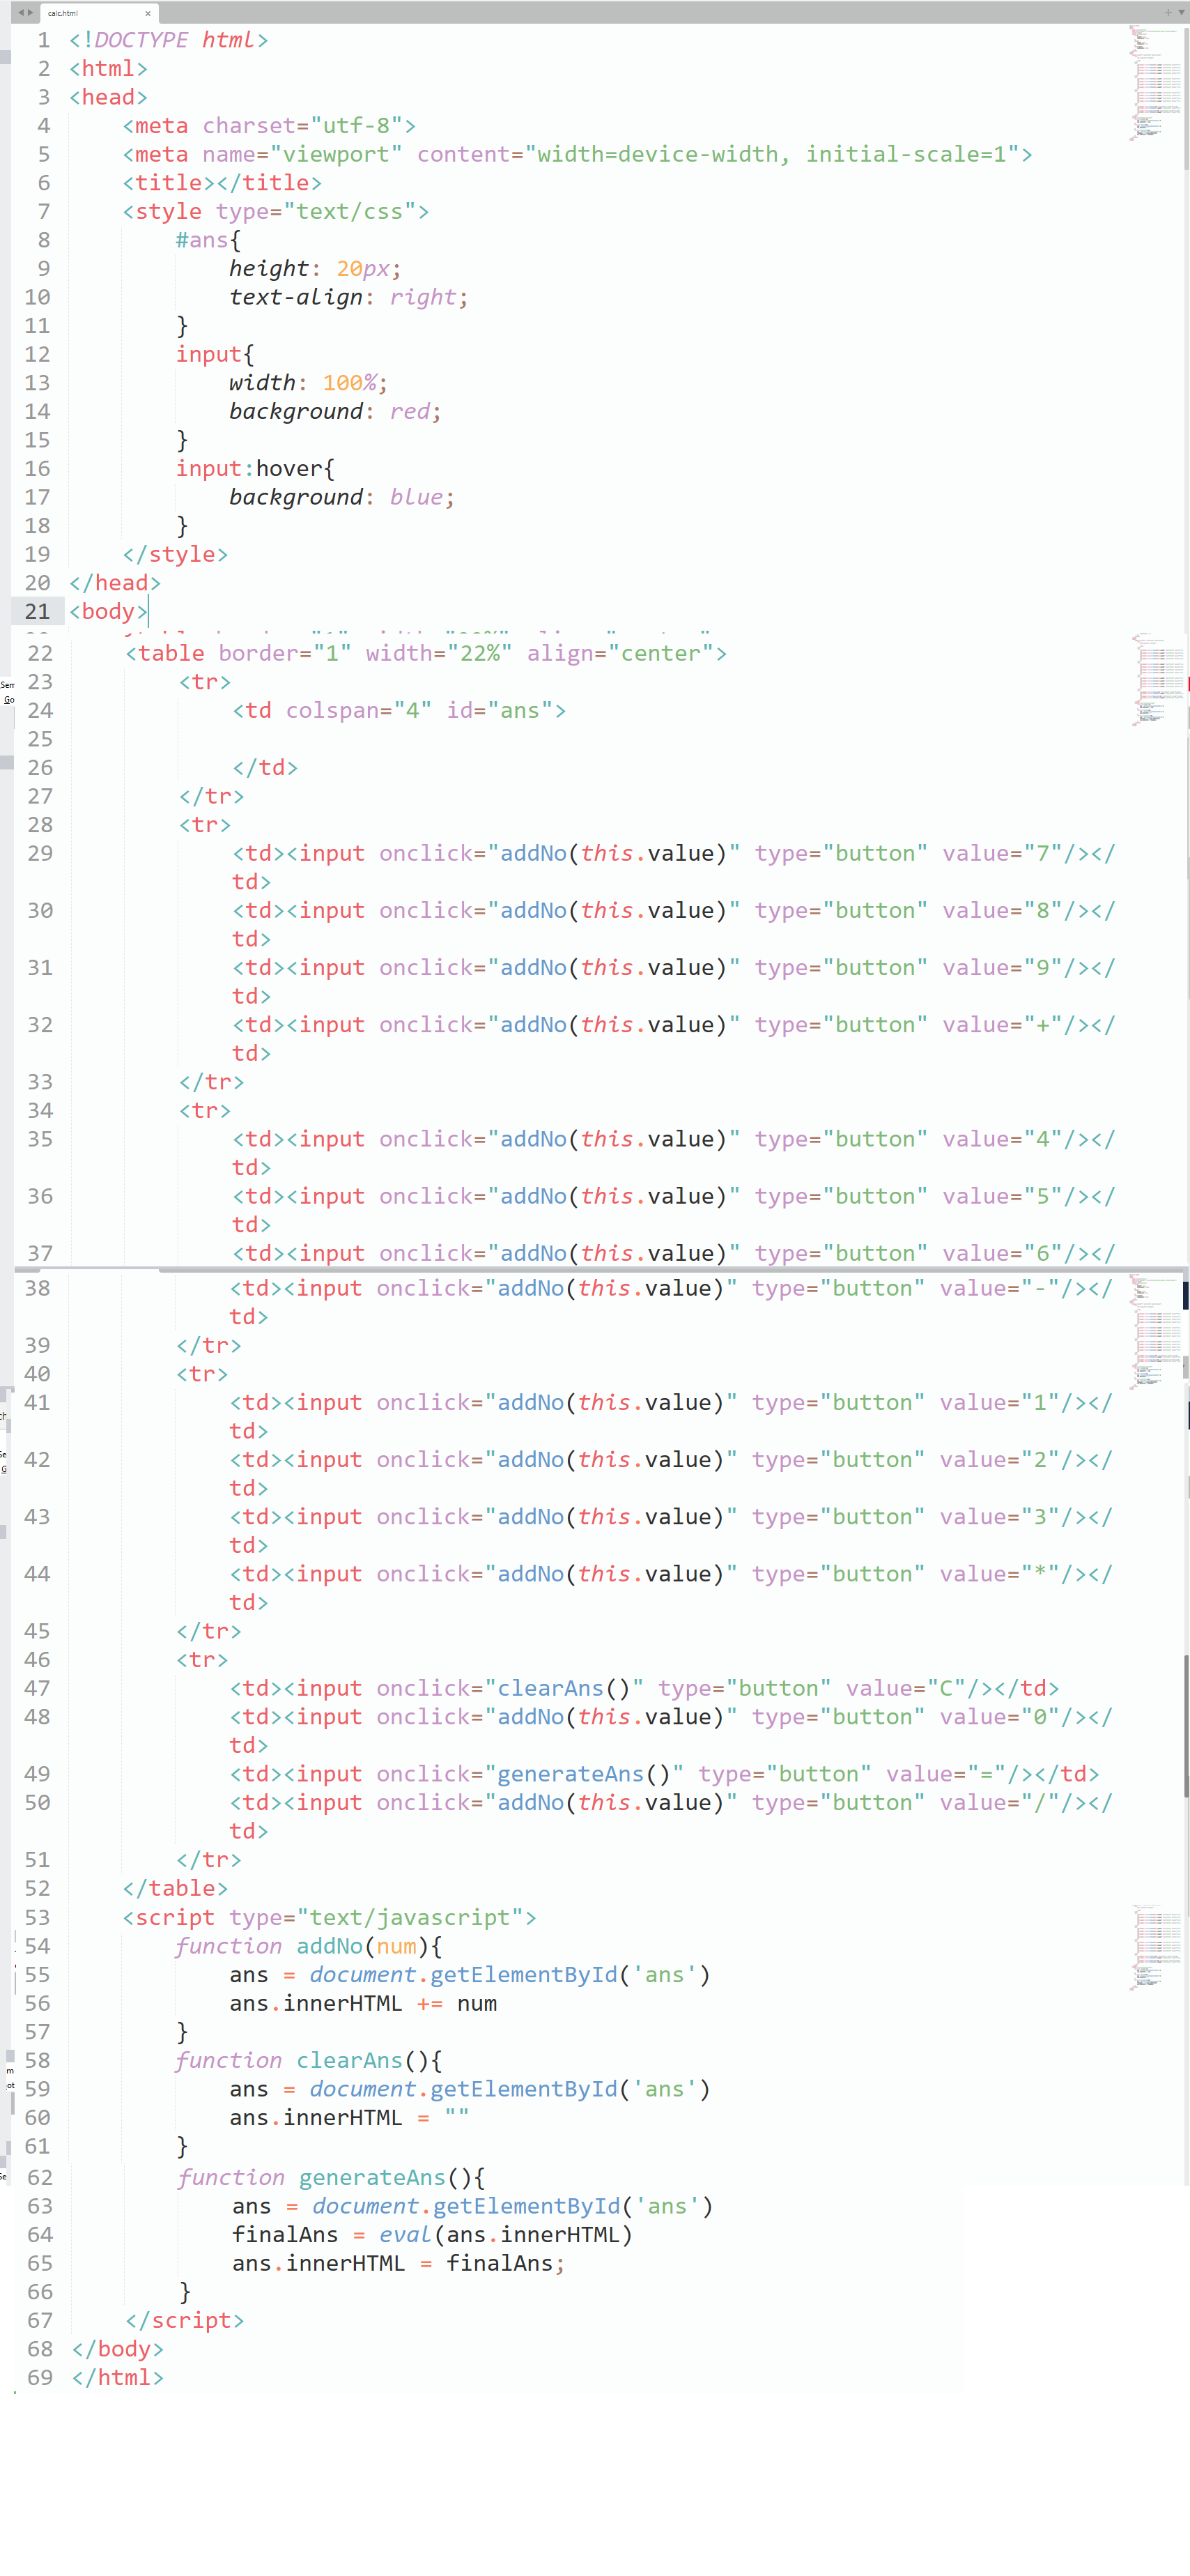 calc.html
1 <!DOCTYPE html>
2 <html>
3 <head>
4     <meta charset="utf-8">
5     <meta name="viewport" content="width=device-width, initial-scale=1">
6     <title></title>
7     <style type="text/css">
8         #ans{
9             height: 20px;
10             text-align: right;
11         }
12         input{
13             width: 100%;
14             background: red;
15         }
16         input:hover{
17             background: blue;
18         }
19     </style>
20 </head>
21 <body>
22     <table border="1" width="22%" align="center">
23         <tr>
24             <td colspan="4" id="ans">
25
26             </td>
27         </tr>
28         <tr>
29             <td><input onclick="addNo(this.value)" type="button" value="7"/></
td>
30             <td><input onclick="addNo(this.value)" type="button" value="8"/></
td>
31             <td><input onclick="addNo(this.value)" type="button" value="9"/></
td>
32             <td><input onclick="addNo(this.value)" type="button" value="+"/></
td>
33         </tr>
34         <tr>
35             <td><input onclick="addNo(this.value)" type="button" value="4"/></
td>
36             <td><input onclick="addNo(this.value)" type="button" value="5"/></
td>
37             <td><input onclick="addNo(this.value)" type="button" value="6"/></
38             <td><input onclick="addNo(this.value)" type="button" value="-"/></
td>
39         </tr>
40         <tr>
41             <td><input onclick="addNo(this.value)" type="button" value="1"/></
td>
42             <td><input onclick="addNo(this.value)" type="button" value="2"/></
td>
43             <td><input onclick="addNo(this.value)" type="button" value="3"/></
td>
44             <td><input onclick="addNo(this.value)" type="button" value="*"/></
td>
45         </tr>
46         <tr>
47             <td><input onclick="clearAns()" type="button" value="C"/></td>
48             <td><input onclick="addNo(this.value)" type="button" value="0"/></
td>
49             <td><input onclick="generateAns()" type="button" value="="/></td>
50             <td><input onclick="addNo(this.value)" type="button" value="/"/></
td>
51         </tr>
52     </table>
53     <script type="text/javascript">
54         function addNo(num){
55             ans = document.getElementById('ans')
56             ans.innerHTML += num
57         }
58         function clearAns(){
59             ans = document.getElementById('ans')
60             ans.innerHTML = ""
61         }
62         function generateAns(){
63             ans = document.getElementById('ans')
64             finalAns = eval(ans.innerHTML)
65             ans.innerHTML = finalAns;
66         }
67     </script>
68 </body>
69 </html>